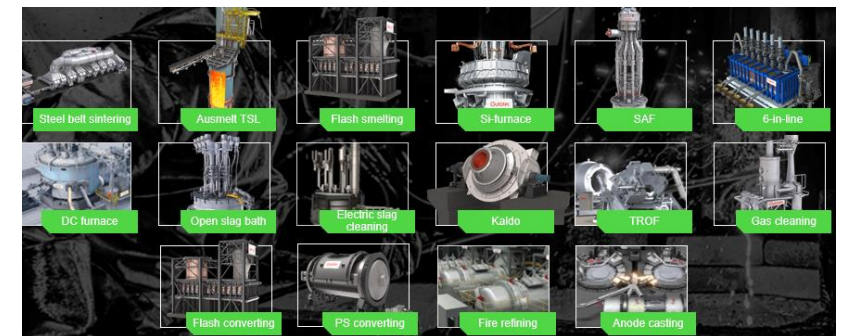 Steel belt sintering
Ausmelt TSL
Flash smelting
Si-furnace
SAF
6-in-line
DC furnace
Open slag bath
Electric slag
cleaning
Kaldo
TROF
Gas cleaning
Flash converting
PS converting
Fire refining
Anode casting